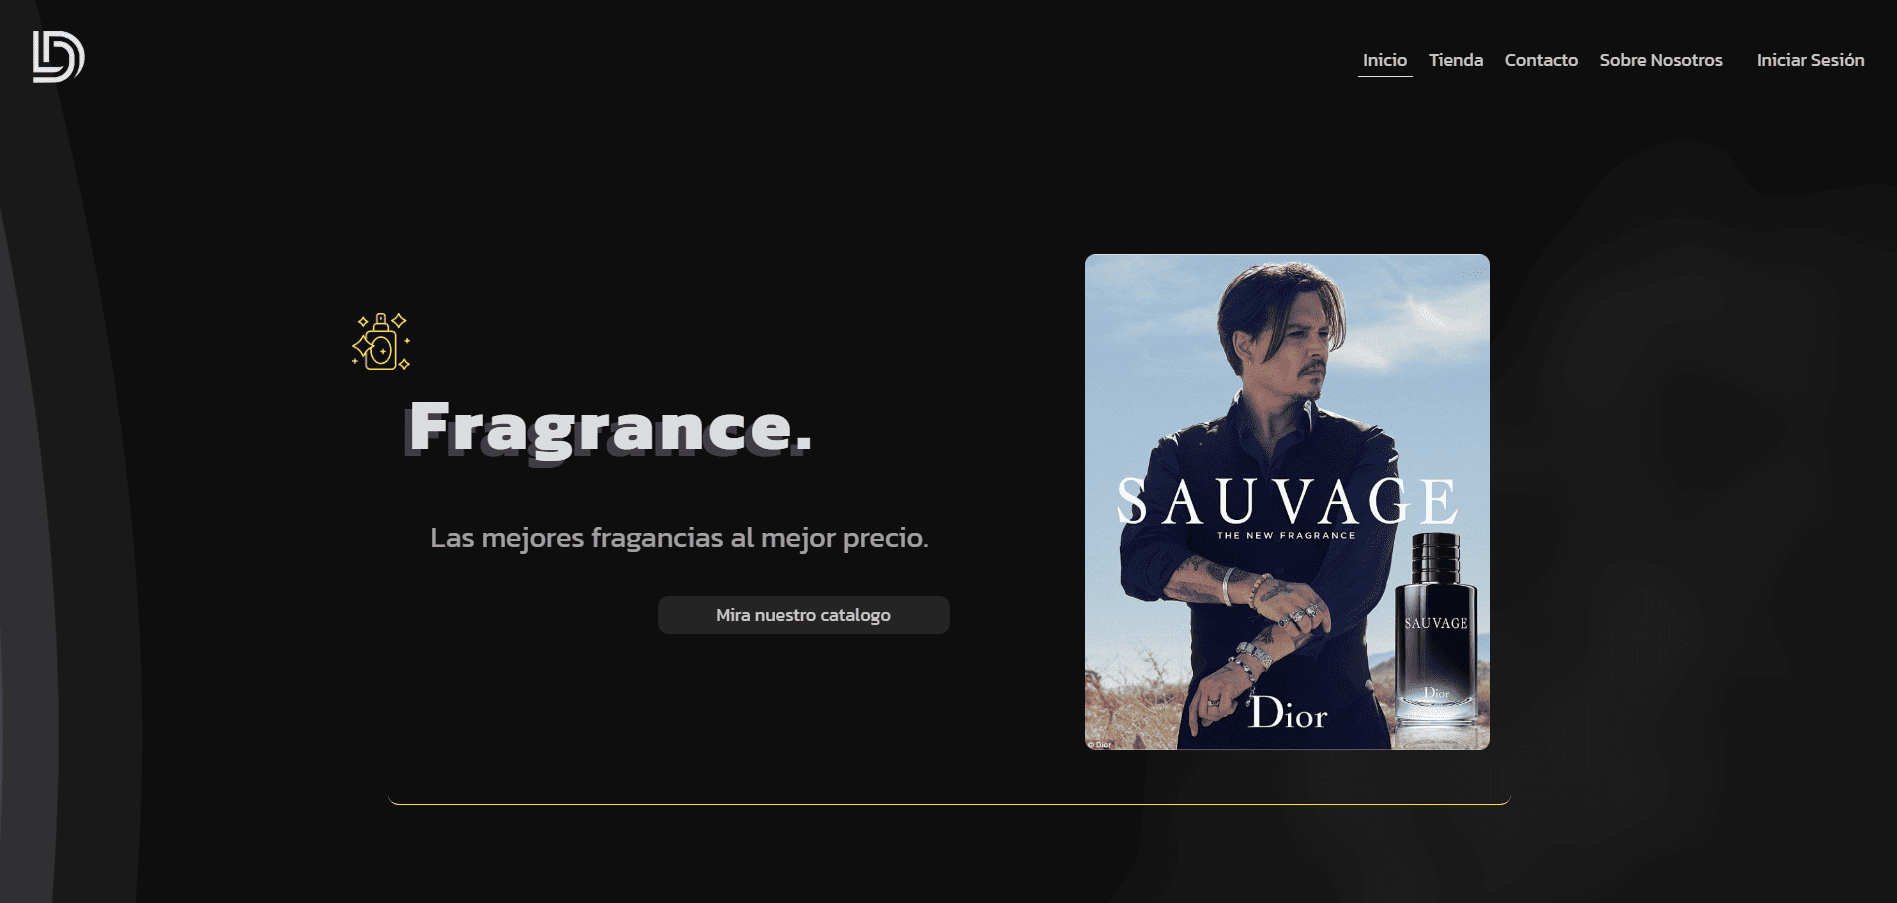 Inicio Tienda Contacto Sobre Nosotros Iniciar Sesión
Fragrance.
Las mejores fragancias al mejor precio.
Mira nuestro catalogo
SAUVAGE
THE NEW FRAGRANCE
SAUVAGE
Dior
Dior
© Dior